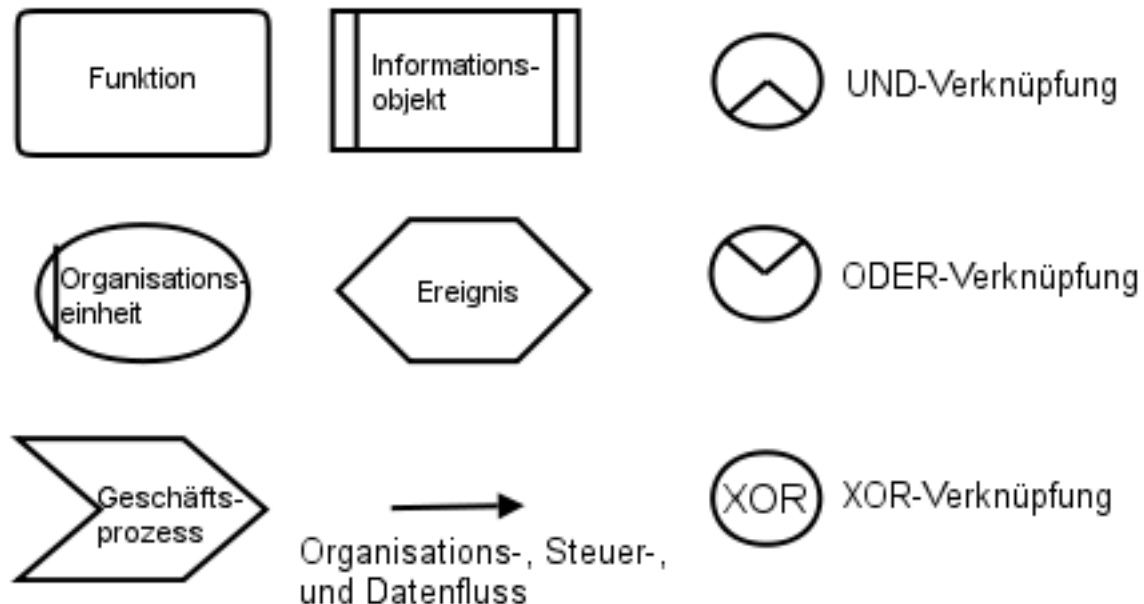 Funktion
Informations-
objekt
UND-Verknüpfung
Organisations-
einheit
Ereignis
ODER-Verknüpfung
Geschäfts-
prozess
Organisations-, Steuer-,
und Datenfluss
XOR
XOR-Verknüpfung